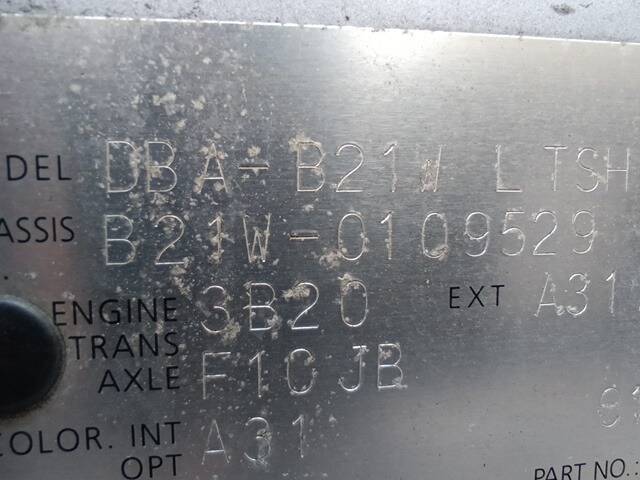 DEL DBA-B21W LTSH
ASSIS B21W-0109529
ENGINE 3B20 EXT A31
TRANS
AXLE F1CJB
COLOR. INT A31
OPT
PART NO.: